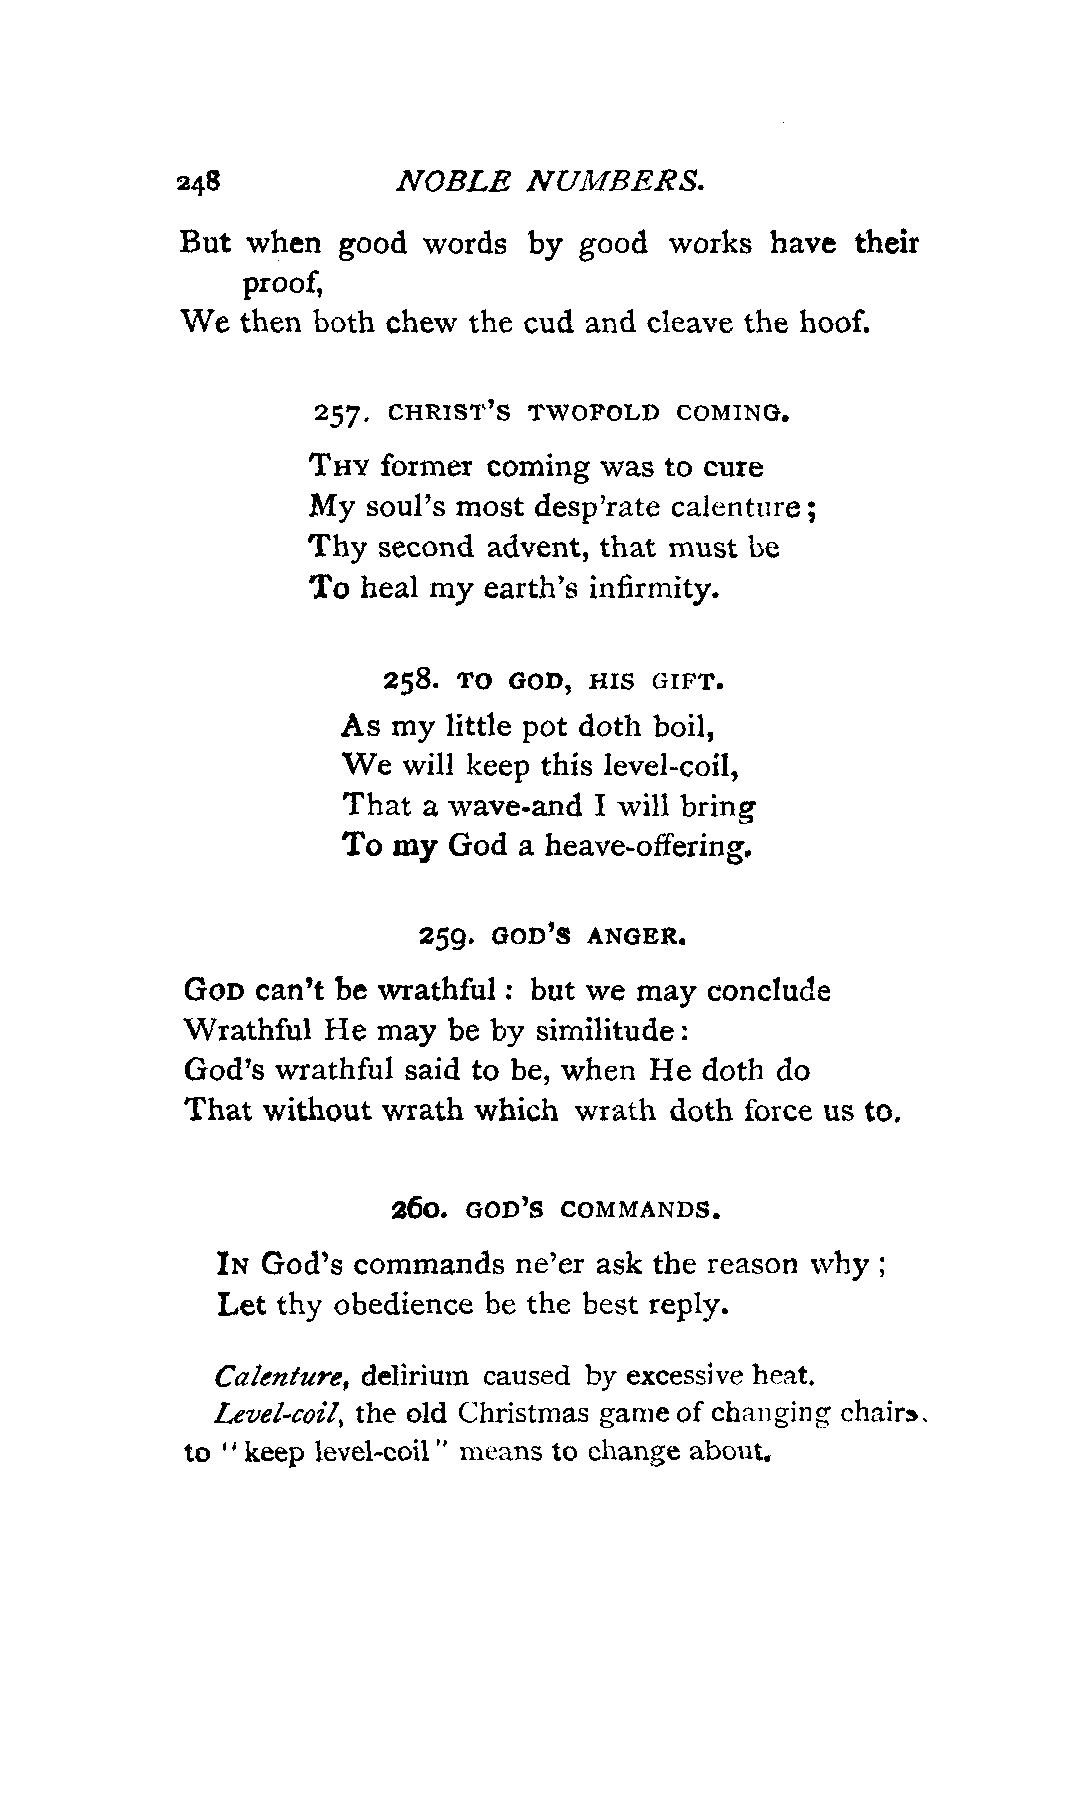 248 NOBLE NUMBERS.
But when good words by good works have their
proof,
We then both chew the cud and cleave the hoof.
257. CHRIST'S TWOFOLD COMING.
THY former coming was to cure
My soul's most desp'rate calenture;
Thy second advent, that must be
To heal my earth's infirmity.
258. TO GOD, HIS GIFT.
As my little pot doth boil,
We will keep this level-coil,
That a wave-and I will bring
To my God a heave-offering.
259. GOD'S ANGER.
GOD can't be wrathful : but we may conclude
Wrathful He may be by similitude :
God's wrathful said to be, when He doth do
That without wrath which wrath doth force us to.
260. GOD'S COMMANDS.
IN God's commands ne'er ask the reason why ;
Let thy obedience be the best reply.
Calenture, delirium caused by excessive heat.
Level-coil, the old Christmas game of changing chairs.
to "keep level-coil" means to change about.